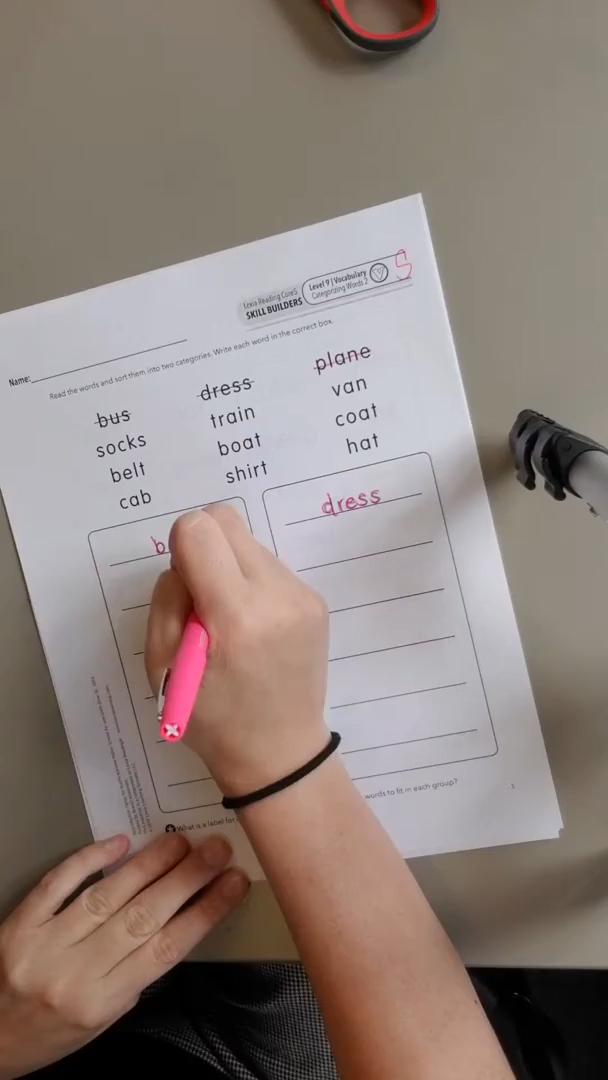 Lexia Reading Core5
SKILL BUILDERS
Level 9 | Vocabulary
Categorizing Words 2
S
Name:
Read the words and sort them into two categories. Write each word in the correct box.
bus dress plane
socks train van
belt boat coat
cab shirt hat
b
dress
What is a label for
words to fit in each group?
1